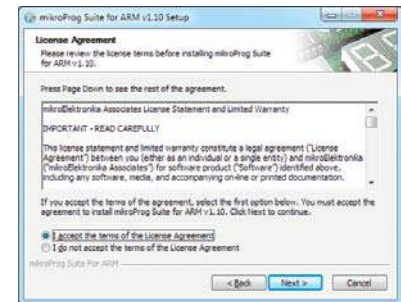 mikroProg Suite for ARM v1.10 Setup
License Agreement
Please review the license terms before installing mikroProg Suite
for ARM v1.10.
Press Page Down to see the rest of the agreement.
mikroElektronika Associates License Statement and Limited Warranty
IMPORTANT - READ CAREFULLY
This license statement and limited warranty constitute a legal agreement ("License
Agreement") between you (either as an individual or a single entity) and mikroElektronika
("mikroElektronika Associates") for software product ("Software") identified above,
including any software, media, and accompanying on-line or printed documentation.
If you accept the terms of the agreement, select the first option below. You must accept the
agreement to install mikroProg Suite for ARM v1.10. Click Next to continue.
I accept the terms of the License Agreement
I do not accept the terms of the License Agreement
mikroProg Suite For ARM
< Back Next > Cancel